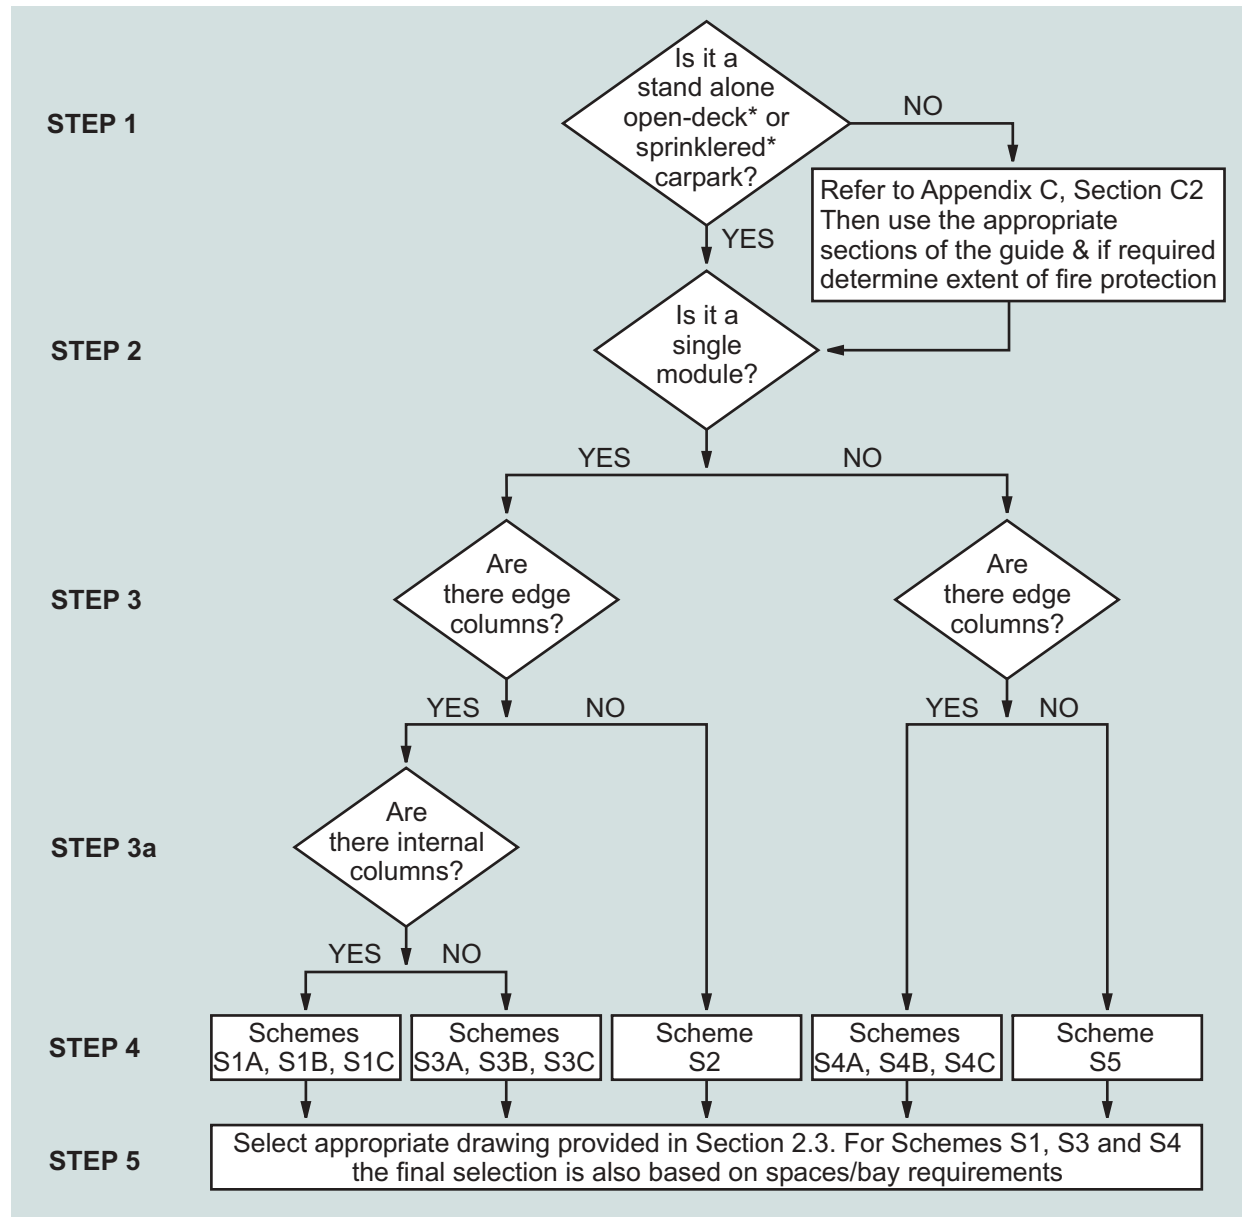 STEP 1
Is it a
stand alone
open-deck* or
sprinklered*
carpark?
NO
YES
Refer to Appendix C, Section C2
Then use the appropriate
sections of the guide & if required
determine extent of fire protection
STEP 2
Is it a
single
module?
YES
NO
STEP 3
Are
there edge
columns?
Are
there edge
columns?
YES
NO
YES
NO
STEP 3a
Are
there internal
columns?
YES
NO
STEP 4
Schemes
S1A, S1B, S1C
Schemes
S3A, S3B, S3C
Scheme
S2
Schemes
S4A, S4B, S4C
Scheme
S5
STEP 5
Select appropriate drawing provided in Section 2.3. For Schemes S1, S3 and S4
the final selection is also based on spaces/bay requirements